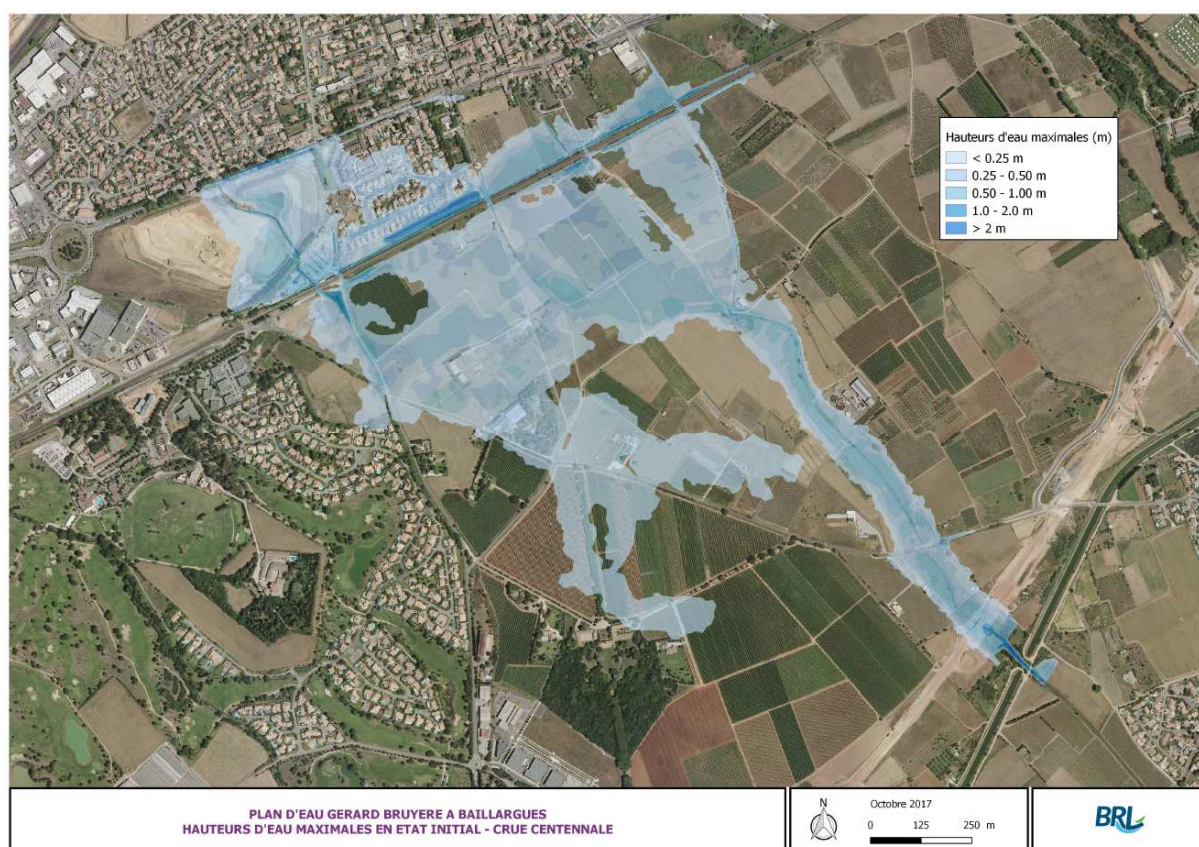 Hauteurs d'eau maximales (m)
< 0.25 m
0.25 - 0.50 m
0.50 - 1.00 m
1.0 - 2.0 m
> 2 m
PLAN D'EAU GERARD BRUYERE A BAILLARGUES
HAUTEURS D'EAU MAXIMALES EN ETAT INITIAL - CRUE CENTENNALE
N
Octobre 2017
0 125 250 m
BRL